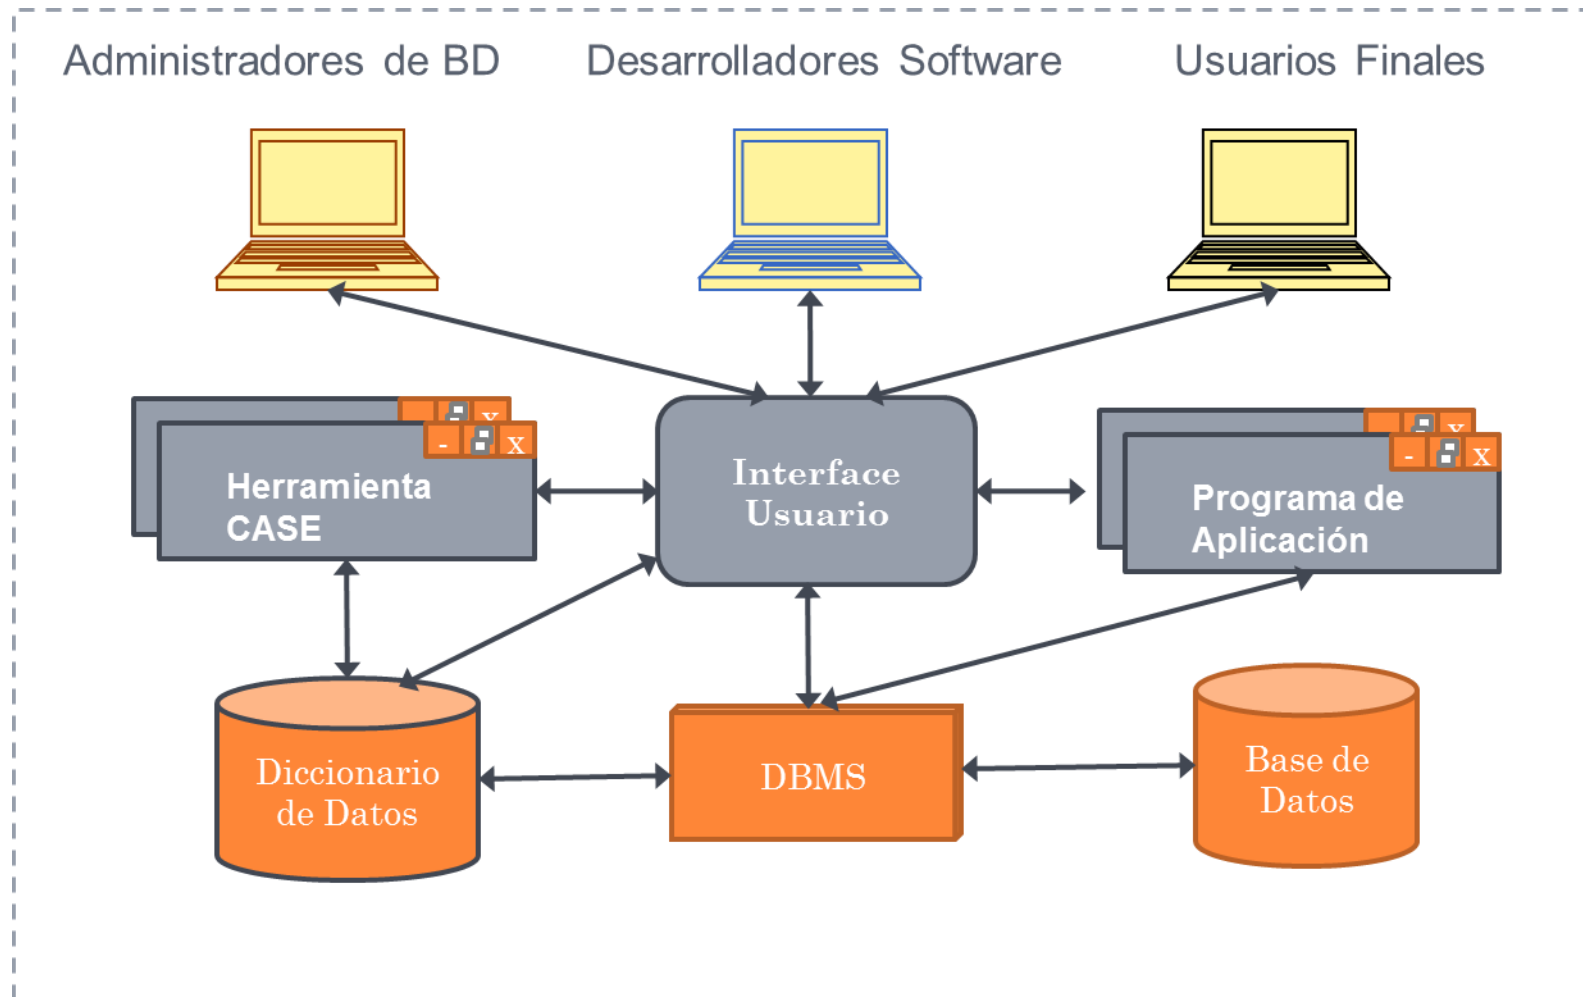 Administradores de BD
Desarrolladores Software
Usuarios Finales
x
- x
Herramienta
CASE
Interface
Usuario
x
- x
Programa de
Aplicación
Diccionario
de Datos
DBMS
Base de
Datos